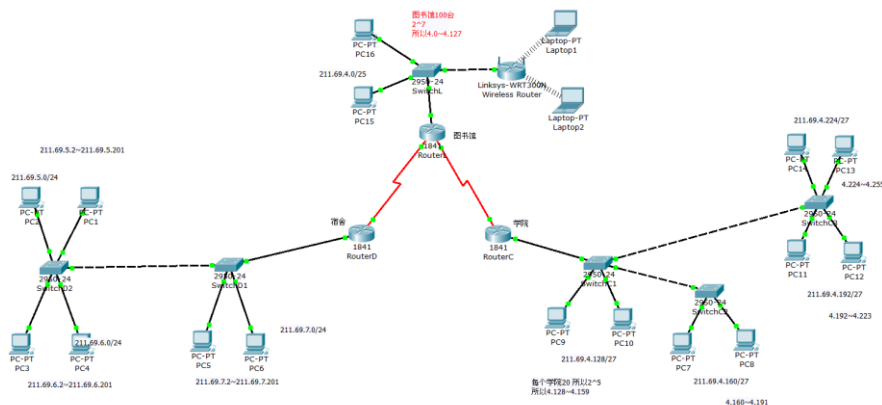 图书馆100台
2^7
所以4.0~4.127
PC-PT
PC16
211.69.4.0/25
PC-PT
PC15
2950-24
SwitchL
Linksys-WRT300N
Wireless Router
Laptop-PT
Laptop1
Laptop-PT
Laptop2
图书馆
1841
RouterL
211.69.5.2~211.69.5.201
211.69.5.0/24
PC-PT
PC2
PC-PT
PC1
宿舍
1841
RouterD
学院
1841
RouterC
2950-24
SwitchD2
2950-24
SwitchD1
211.69.6.0/24
PC-PT
PC3
PC-PT
PC4
211.69.6.2~211.69.6.201
211.69.7.0/24
PC-PT
PC5
PC-PT
PC6
211.69.7.2~211.69.7.201
2950-24
SwitchC1
PC-PT
PC9
PC-PT
PC10
211.69.4.128/27
每个学院20 所以2^5
所以4.128~4.159
2950-24
SwitchC2
PC-PT
PC7
PC-PT
PC8
211.69.4.160/27
4.160~4.191
211.69.4.224/27
PC-PT
PC14
PC-PT
PC13
4.224~4.255
2950-24
SwitchC3
PC-PT
PC11
PC-PT
PC12
211.69.4.192/27
4.192~4.223